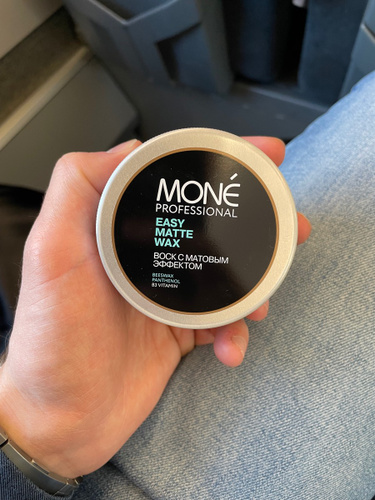 MONÉ
PROFESSIONAL
EASY
MATTE
WAX
ВОСК С МАТОВЫМ
ЭФФЕКТОМ
BEESWAX
PANTHENOL
B3 VITAMIN